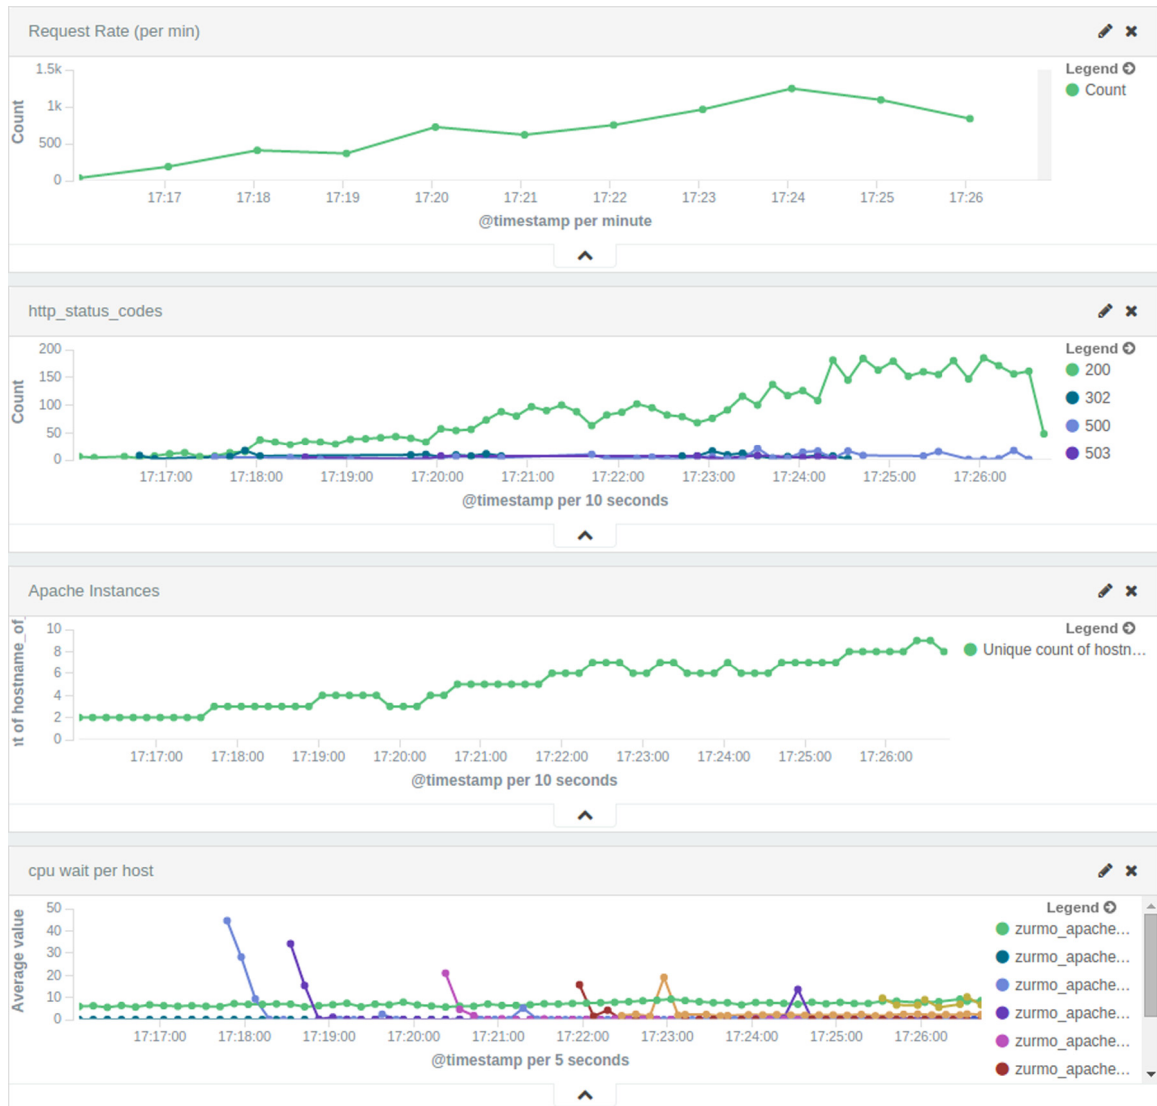 Request Rate (per min)
Legend
Count
1.5k
1k
500
0
Count
17:17 17:18 17:19 17:20 17:21 17:22 17:23 17:24 17:25 17:26
@timestamp per minute
http_status_codes
Legend
200
302
500
503
200
150
100
50
0
Count
17:17:00 17:18:00 17:19:00 17:20:00 17:21:00 17:22:00 17:23:00 17:24:00 17:25:00 17:26:00
@timestamp per 10 seconds
Apache Instances
Legend
Unique count of hostn...
10
8
6
4
2
0
of hostname_of_
17:17:00 17:18:00 17:19:00 17:20:00 17:21:00 17:22:00 17:23:00 17:24:00 17:25:00 17:26:00
@timestamp per 10 seconds
cpu wait per host
Legend
zurmo_apache...
zurmo_apache...
zurmo_apache...
zurmo_apache...
zurmo_apache...
zurmo_apache...
50
40
30
20
10
0
Average value
17:17:00 17:18:00 17:19:00 17:20:00 17:21:00 17:22:00 17:23:00 17:24:00 17:25:00 17:26:00
@timestamp per 5 seconds